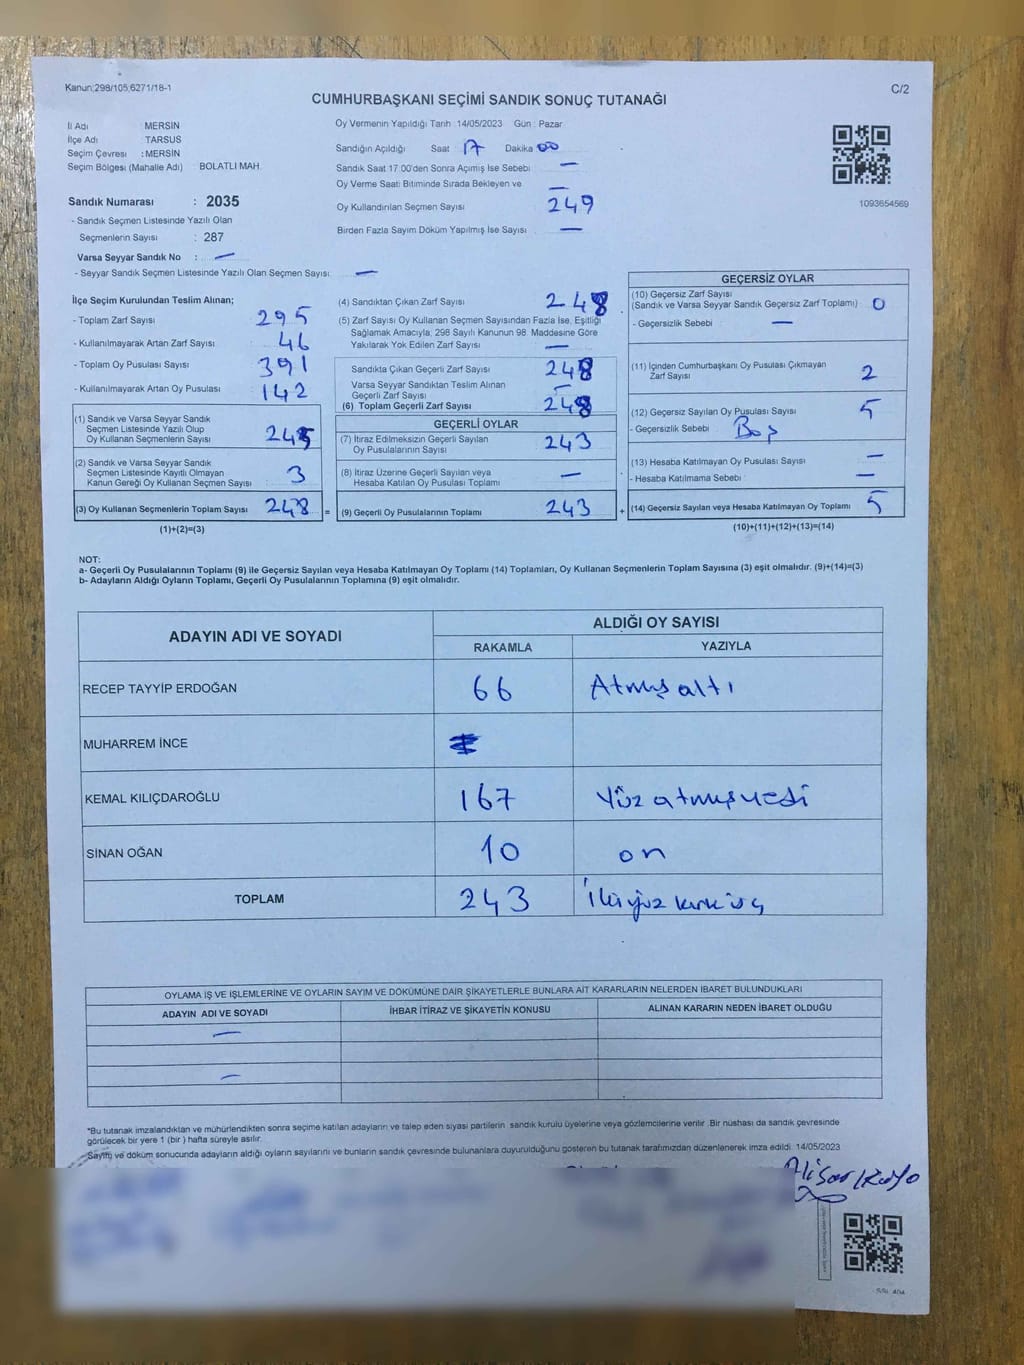 Kanun:298/105,6271/18-1
C/2
CUMHURBAŞKANI SEÇİMİ SANDIK SONUÇ TUTANAĞI
İl Adı : MERSİN
İlçe Adı : TARSUS
Seçim Çevresi : MERSİN
Seçim Bölgesi (Mahalle Adı) : BOLATLI MAH.
Sandık Numarası : 2035
- Sandık Seçmen Listesinde Yazılı Olan
Seçmenlerin Sayısı : 287
Varsa Seyyar Sandık No : —
- Seyyar Sandık Seçmen Listesinde Yazılı Olan Seçmen Sayısı: —
Oy Vermenin Yapıldığı Tarih :14/05/2023 Gün : Pazar
Sandığın Açıldığı Saat 17 Dakika 00
Sandık Saat 17:00'den Sonra Açılmış İse Sebebi —
Oy Verme Saati Bitiminde Sırada Bekleyen ve —
Oy Kullandırılan Seçmen Sayısı 249
Birden Fazla Sayım Döküm Yapılmış İse Sayısı —
1093654569
İlçe Seçim Kurulundan Teslim Alınan;
- Toplam Zarf Sayısı 295
- Kullanılmayarak Artan Zarf Sayısı 46
- Toplam Oy Pusulası Sayısı 391
- Kullanılmayarak Artan Oy Pusulası 142
(1) Sandık ve Varsa Seyyar Sandık
Seçmen Listesinde Yazılı Olup
Oy Kullanan Seçmenlerin Sayısı 245
(2) Sandık ve Varsa Seyyar Sandık
Seçmen Listesinde Kayıtlı Olmayan
Kanun Gereği Oy Kullanan Seçmen Sayısı 3
(3) Oy Kullanan Seçmenlerin Toplam Sayısı 248 =
(1)+(2)=(3)
(4) Sandıktan Çıkan Zarf Sayısı 248
(5) Zarf Sayısı Oy Kullanan Seçmen Sayısından Fazla İse, Eşitliği
Sağlamak Amacıyla, 298 Sayılı Kanunun 98. Maddesine Göre
Yakılarak Yok Edilen Zarf Sayısı —
Sandıkta Çıkan Geçerli Zarf Sayısı 248
Varsa Seyyar Sandıktan Teslim Alınan
Geçerli Zarf Sayısı —
(6) Toplam Geçerli Zarf Sayısı 248
GEÇERLİ OYLAR
(7) İtiraz Edilmeksizin Geçerli Sayılan
Oy Pusulalarının Sayısı 243
(8) İtiraz Üzerine Geçerli Sayılan veya
Hesaba Katılan Oy Pusulası Toplamı —
(9) Geçerli Oy Pusulalarının Toplamı 243 +
GEÇERSİZ OYLAR
(10) Geçersiz Zarf Sayısı
(Sandık ve Varsa Seyyar Sandık Geçersiz Zarf Toplamı) 0
- Geçersizlik Sebebi : —
(11) İçinden Cumhurbaşkanı Oy Pusulası Çıkmayan
Zarf Sayısı 2
(12) Geçersiz Sayılan Oy Pusulası Sayısı 5
- Geçersizlik Sebebi : Boş
(13) Hesaba Katılmayan Oy Pusulası Sayısı —
- Hesaba Katılmama Sebebi : —
(14) Geçersiz Sayılan veya Hesaba Katılmayan Oy Toplamı 5
(10)+(11)+(12)+(13)=(14)
NOT:
a- Geçerli Oy Pusulalarının Toplamı (9) ile Geçersiz Sayılan veya Hesaba Katılmayan Oy Toplamı (14) Toplamları, Oy Kullanan Seçmenlerin Toplam Sayısına (3) eşit olmalıdır. (9)+(14)=(3)
b- Adayların Aldığı Oyların Toplamı, Geçerli Oy Pusulalarının Toplamına (9) eşit olmalıdır.
ADAYIN ADI VE SOYADI
ALDIĞI OY SAYISI
RAKAMLA YAZIYLA
RECEP TAYYİP ERDOĞAN 66 Atmış altı
MUHARREM İNCE
KEMAL KILIÇDAROĞLU 167 Yüz atmış yedi
SİNAN OĞAN 10 on
TOPLAM 243 İkiyüz kırk üç
OYLAMA İŞ VE İŞLEMLERİNE VE OYLARIN SAYIM VE DÖKÜMÜNE DAİR ŞİKAYETLERLE BUNLARA AİT KARARLARIN NELERDEN İBARET BULUNDUKLARI
ADAYIN ADI VE SOYADI İHBAR İTİRAZ VE ŞİKAYETİN KONUSU ALINAN KARARIN NEDEN İBARET OLDUĞU
—
—
*Bu tutanak imzalandıktan ve mühürlendikten sonra seçime katılan adayların ve talep eden siyasi partilerin sandık kurulu üyelerine veya gözlemcilerine verilir .Bir nüshası da sandık çevresinde
görülecek bir yere 1 (bir ) hafta süreyle asılır.
Sayım ve döküm sonucunda adayların aldığı oyların sayılarını ve bunların sandık çevresinde bulunanlara duyurulduğunu gösteren bu tutanak tarafımızdan düzenlenerek imza edildi. 14/05/2023